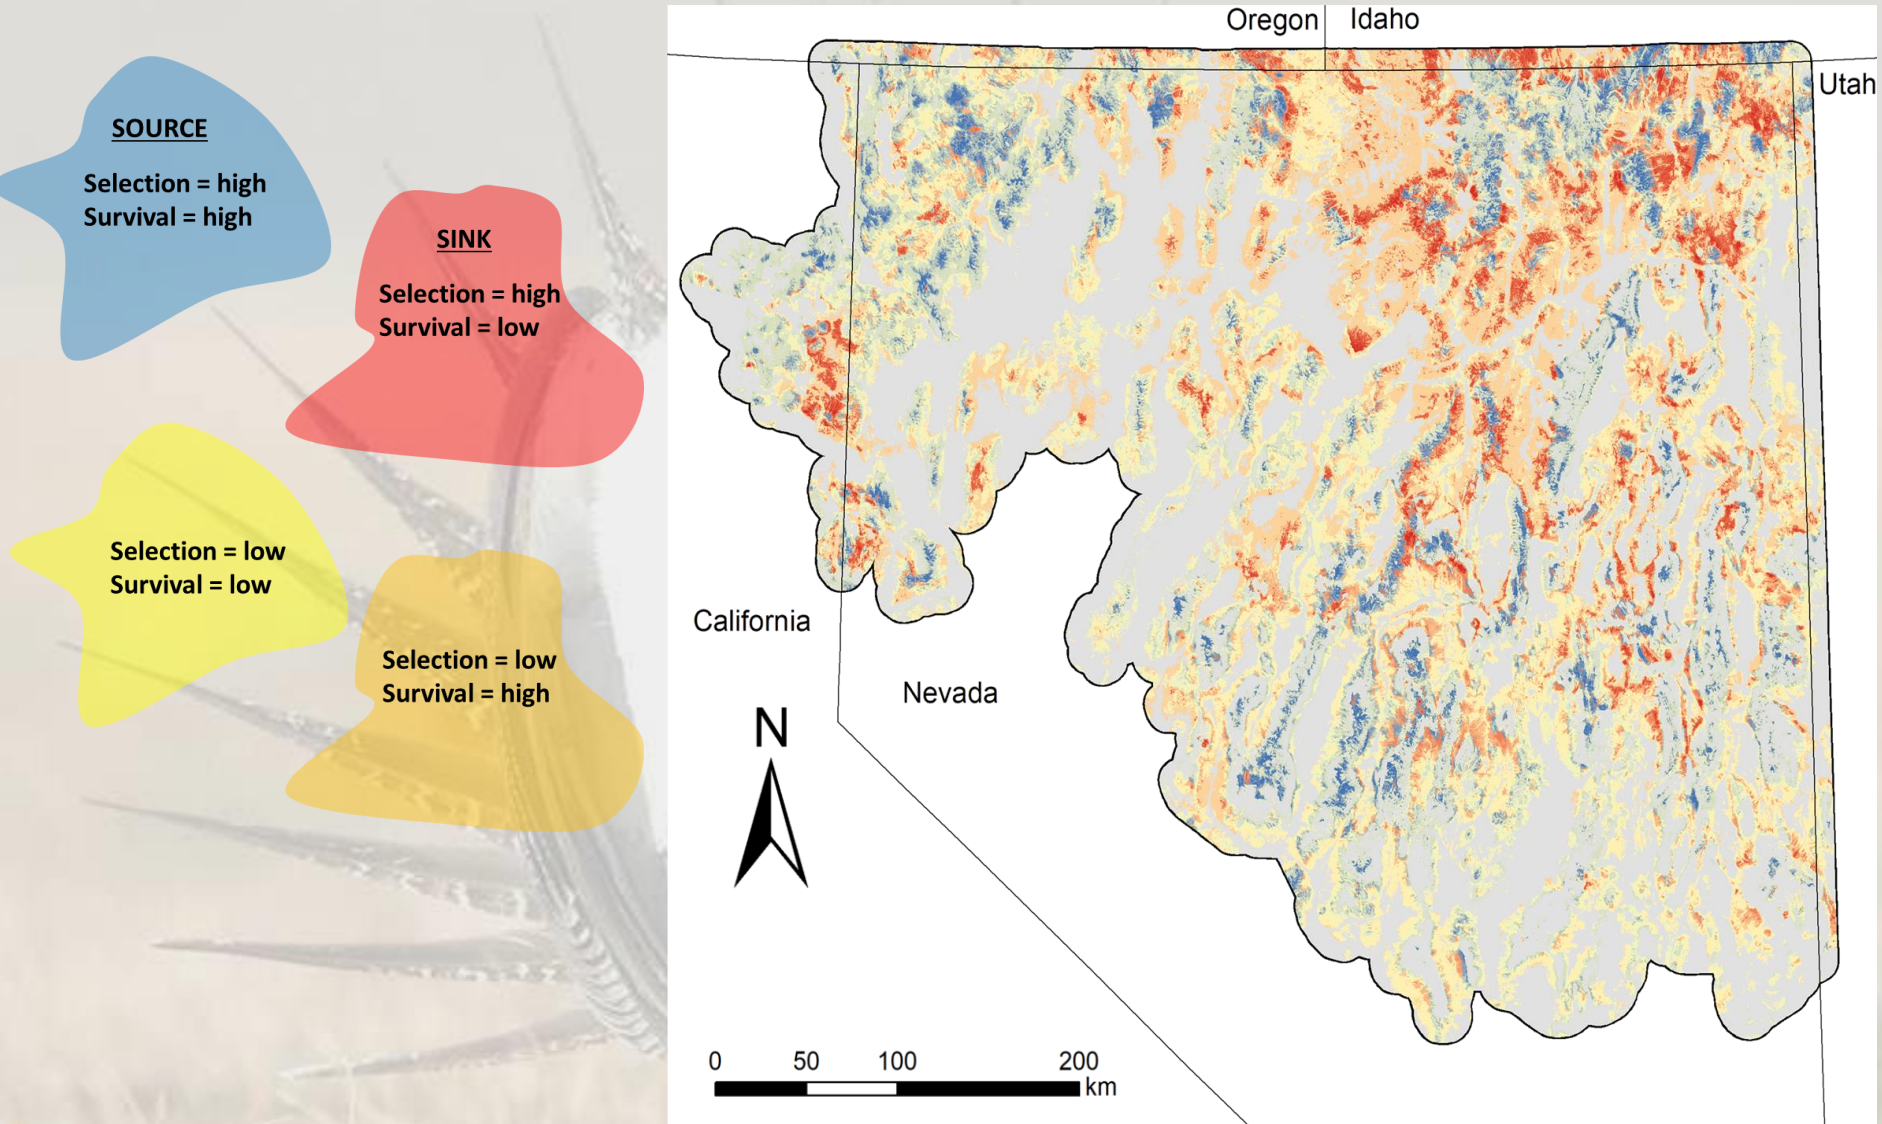 SOURCE
Selection = high
Survival = high
SINK
Selection = high
Survival = low
Selection = low
Survival = low
Selection = low
Survival = high
Oregon
Idaho
Utah
California
Nevada
N
0 50 100 200
km